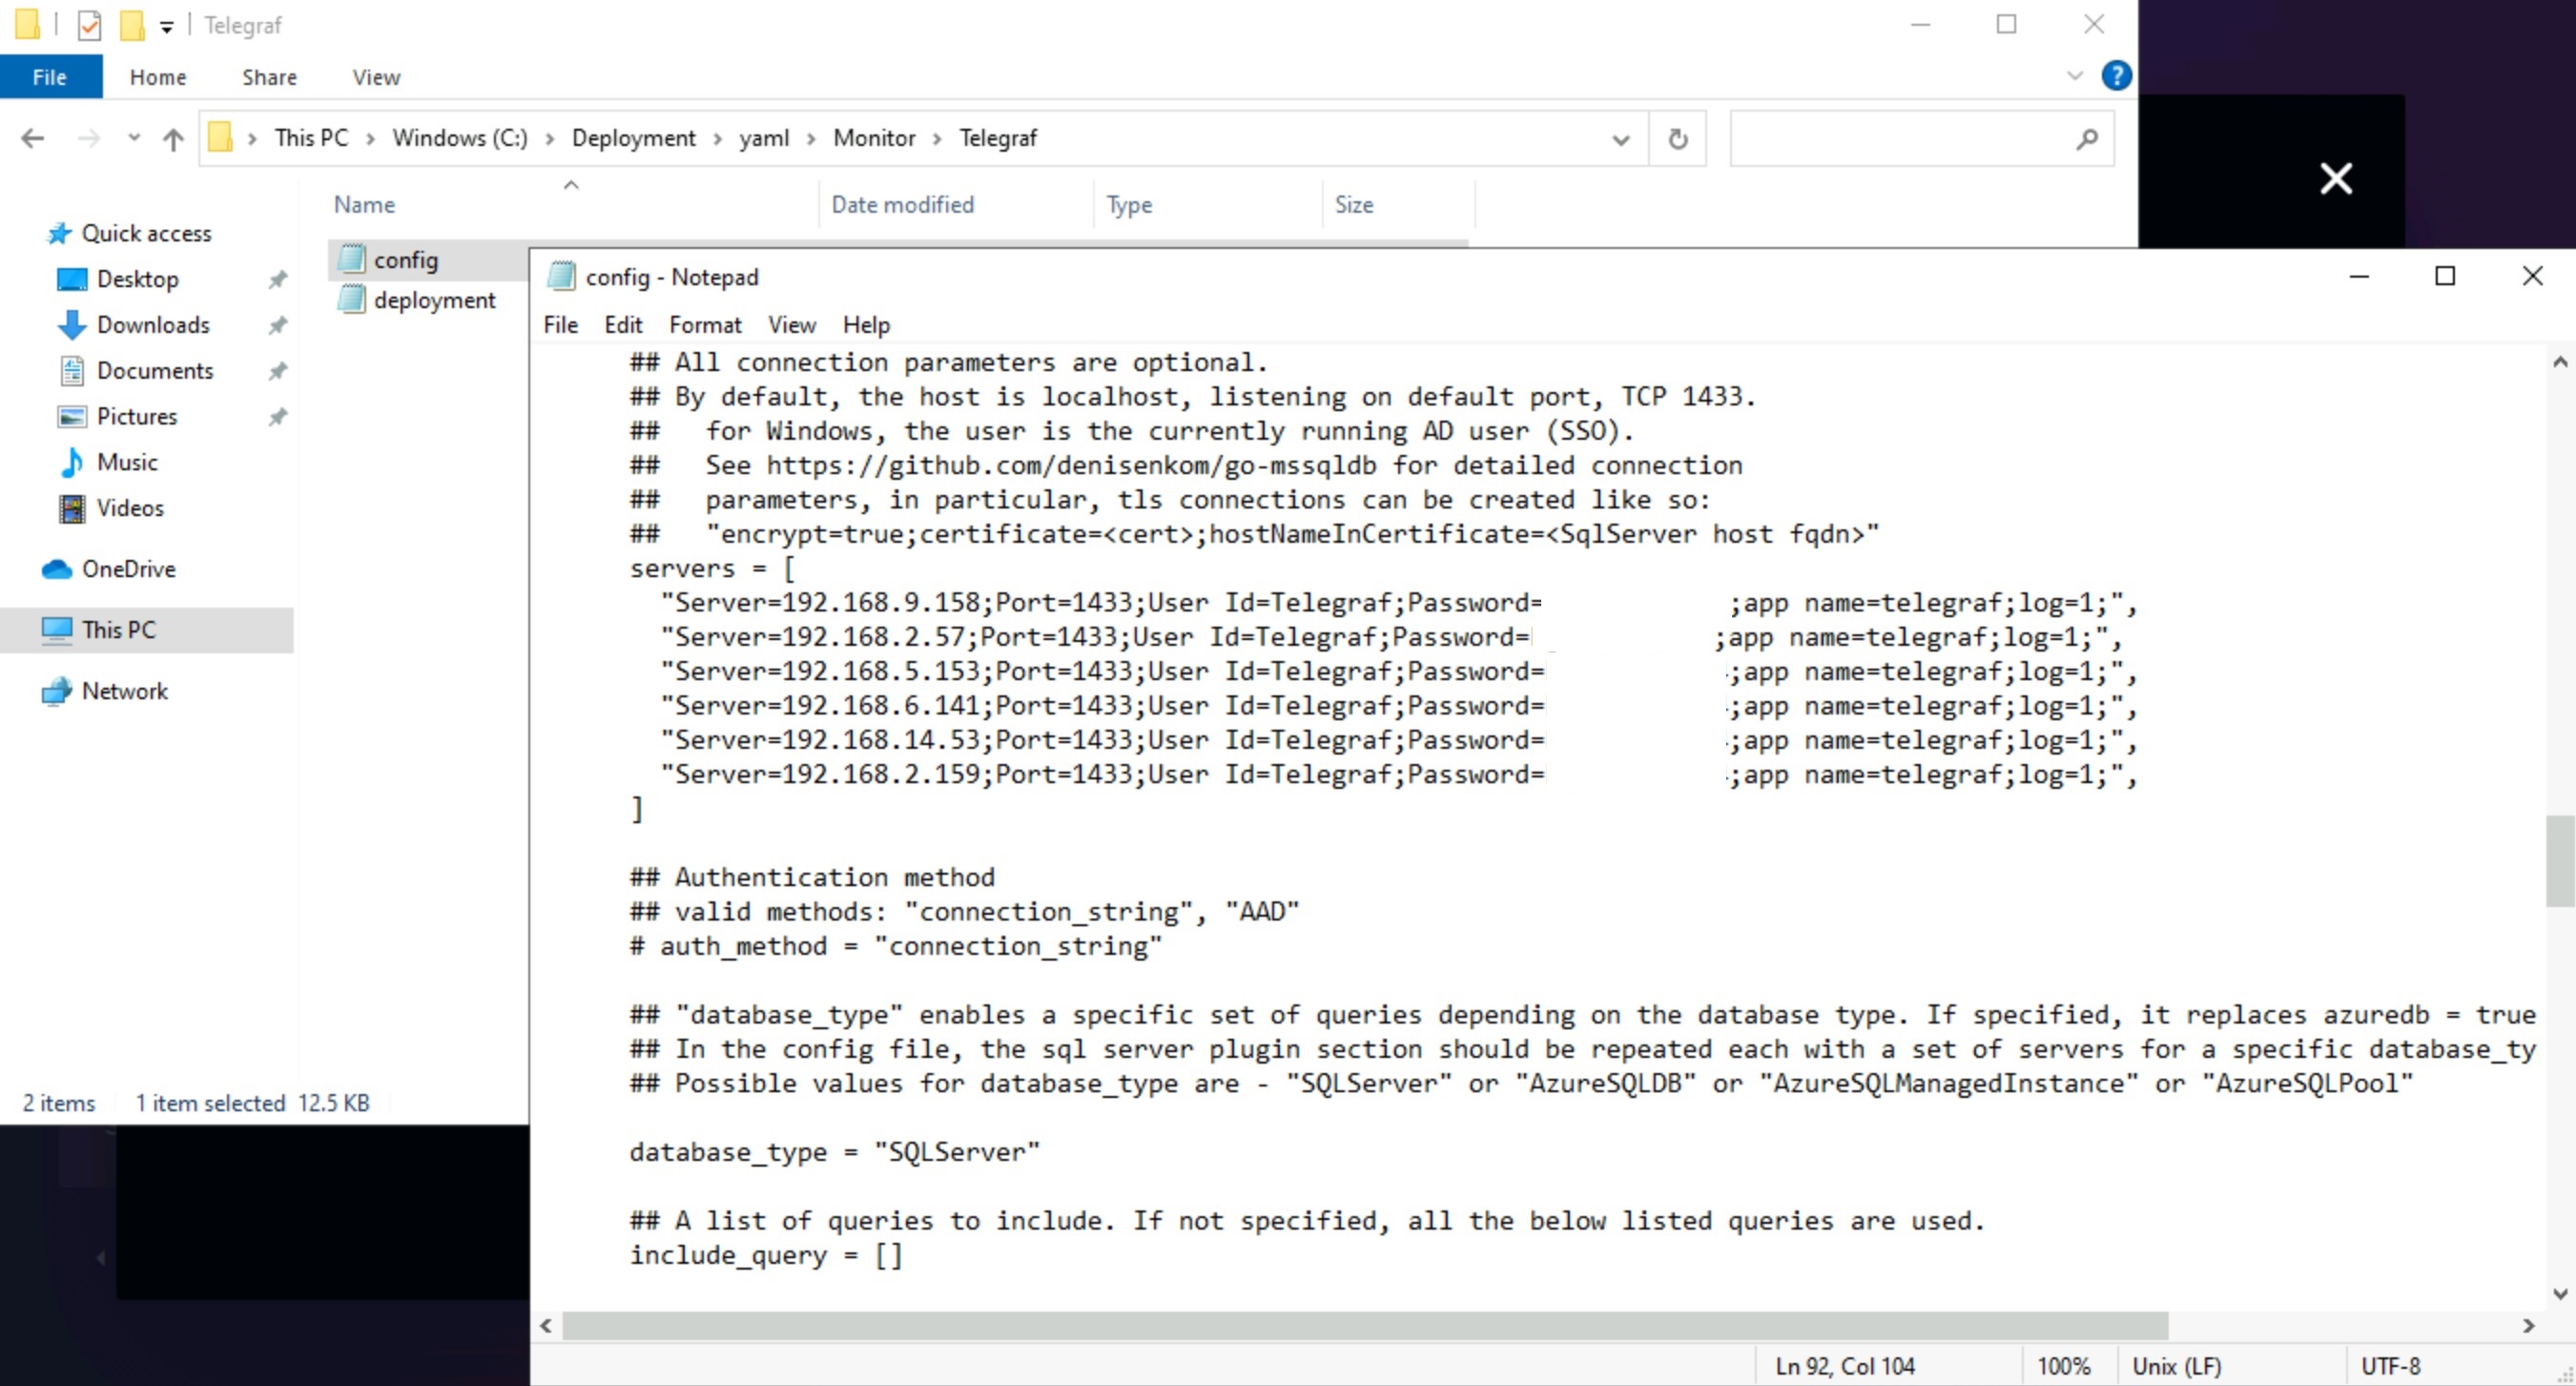 Telegraf
File Home Share View
This PC > Windows (C:) > Deployment > yaml > Monitor > Telegraf
Name Date modified Type Size
Quick access
Desktop
Downloads
Documents
Pictures
Music
Videos
OneDrive
This PC
Network
config
deployment
2 items 1 item selected 12.5 KB
config - Notepad
File Edit Format View Help
## All connection parameters are optional.
## By default, the host is localhost, listening on default port, TCP 1433.
##   for Windows, the user is the currently running AD user (SSO).
##   See https://github.com/denisenkom/go-mssqldb for detailed connection
##   parameters, in particular, tls connections can be created like so:
##   "encrypt=true;certificate=<cert>;hostNameInCertificate=<SqlServer host fqdn>"
servers = [
"Server=192.168.9.158;Port=1433;User Id=Telegraf;Password= ;app name=telegraf;log=1;",
"Server=192.168.2.57;Port=1433;User Id=Telegraf;Password= ;app name=telegraf;log=1;",
"Server=192.168.5.153;Port=1433;User Id=Telegraf;Password= ;app name=telegraf;log=1;",
"Server=192.168.6.141;Port=1433;User Id=Telegraf;Password= ;app name=telegraf;log=1;",
"Server=192.168.14.53;Port=1433;User Id=Telegraf;Password= ;app name=telegraf;log=1;",
"Server=192.168.2.159;Port=1433;User Id=Telegraf;Password= ;app name=telegraf;log=1;",
]
## Authentication method
## valid methods: "connection_string", "AAD"
# auth_method = "connection_string"
## "database_type" enables a specific set of queries depending on the database type. If specified, it replaces azuredb = true
## In the config file, the sql server plugin section should be repeated each with a set of servers for a specific database_ty
## Possible values for database_type are - "SQLServer" or "AzureSQLDB" or "AzureSQLManagedInstance" or "AzureSQLPool"
database_type = "SQLServer"
## A list of queries to include. If not specified, all the below listed queries are used.
include_query = []
Ln 92, Col 104 100% Unix (LF) UTF-8